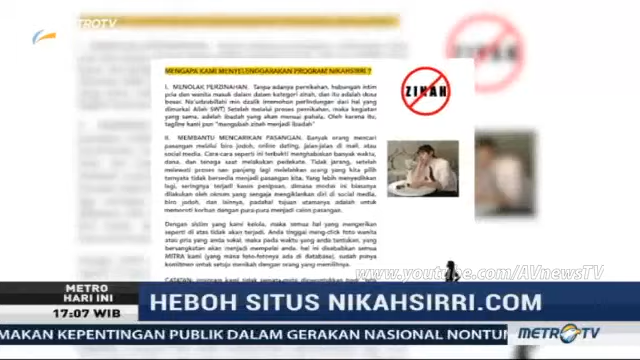 METROTV
MENGAPA KAMI MENYELENGGARAKAN PROGRAM NIKAHSIRRI ?
I. MENOLAK PERZINAHAN. Tanpa adanya pernikahan, hubungan intim
pria dan wanita masuk dalam kategori zinah, dan itu adalah dosa
besar. Na'udzubillahi min dzalik (memohon perlindungan dari hal yang
dimurkai Allah SWT) Setelah melalui proses nikah, maka kegiatan
yang sama, adalah ibadah yang akan menuai pahala. Oleh karena itu,
tagline kami pun "mengubah zinah menjadi ibadah"
ZINAH
II. MEMBANTU MENCARIKAN PASANGAN. Banyak orang mencari
pasangan melalui biro jodoh, online dating, jalan-jalan di mall, atau
social media. Cara-cara seperti ini terbukti menghabiskan banyak waktu,
dana, dan tenaga saat melakukan pedekate. Tidak jarang, setelah
melewati proses nan panjang lagi melelahkan orang yang kita pilih
ternyata tidak bersedia menjadi pasangan kita. Yang lebih menyedihkan
lagi, seringnya terjadi kasus penipuan, dimana modus ini biasanya
dilakukan oleh oknum yang sengaja mengiklankan diri di social media,
biro jodoh, dan lainnya, padahal tujuan utamanya adalah untuk
memeroti korban dengan pura-pura menjadi calon pasangan.
Dengan sistim yang kami kelola, maka semua hal yang mengerikan
seperti di atas tidak akan terjadi. Anda tinggal meng-click foto wanita
atau pria yang anda sukai, maka pada waktu yang anda tentukan, yang
bersangkutan akan menjadi mempelai anda. hal ini disebabkan semua
MITRA kami (yang mana foto-fotonya ada di database), sudah punya
komitmen untuk setuju menikah dengan orang yang memilihnya.
www.youtube.com/AVnewsTV
METRO
HARI INI
17:07 WIB
HEBOH SITUS NIKAHSIRRI.COM
MAKAN KEPENTINGAN PUBLIK DALAM GERAKAN NASIONAL NONTUN
METROTV